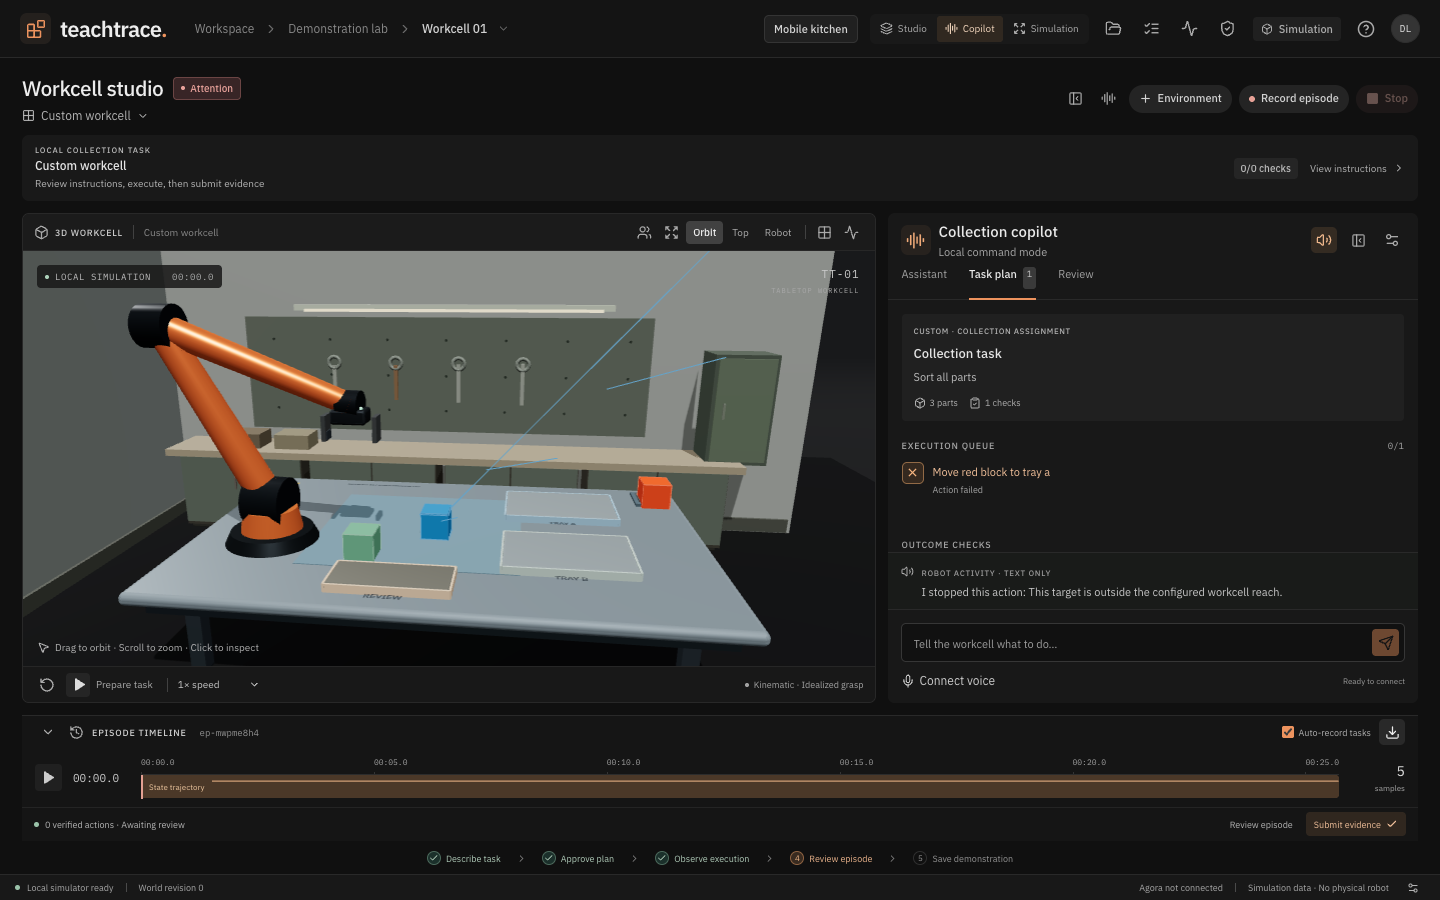 teachtrace.
Workspace
Demonstration lab
Workcell 01
Mobile kitchen
Studio
Copilot
Simulation
Simulation
DL
Workcell studio
Attention
Custom workcell
Environment
Record episode
Stop
LOCAL COLLECTION TASK
Custom workcell
Review instructions, execute, then submit evidence
0/0 checks
View instructions
3D WORKCELL
Custom workcell
Orbit
Top
Robot
LOCAL SIMULATION 00:00.0
TT-01
TABLETOP WORKCELL
TRAY B
REVIEW
Drag to orbit · Scroll to zoom · Click to inspect
Prepare task
1× speed
Kinematic · Idealized grasp
Collection copilot
Local command mode
Assistant
Task plan 1
Review
CUSTOM · COLLECTION ASSIGNMENT
Collection task
Sort all parts
3 parts
1 checks
EXECUTION QUEUE
0/1
Move red block to tray a
Action failed
OUTCOME CHECKS
ROBOT ACTIVITY · TEXT ONLY
I stopped this action: This target is outside the configured workcell reach.
Tell the workcell what to do...
Connect voice
Ready to connect
EPISODE TIMELINE
ep-mwpme8h4
Auto-record tasks
00:00.0
00:00.0
00:05.0
00:10.0
00:15.0
00:20.0
00:25.0
State trajectory
5
samples
0 verified actions · Awaiting review
Review episode
Submit evidence
Describe task
Approve plan
Observe execution
4 Review episode
5 Save demonstration
Local simulator ready
World revision 0
Agora not connected
Simulation data · No physical robot